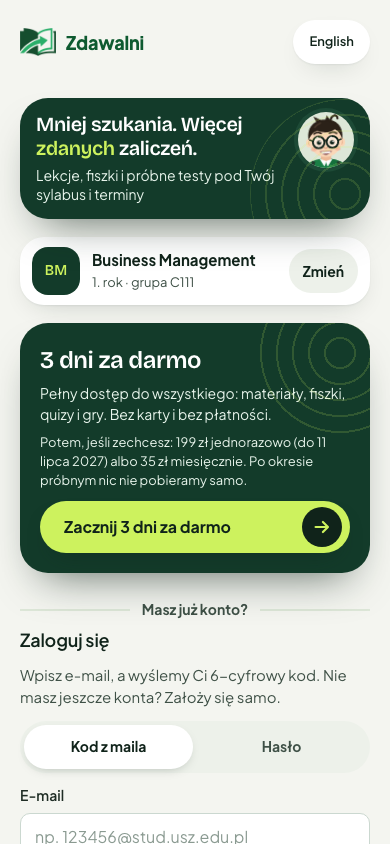 Zdawalni
English
Mniej szukania. Więcej
zdanych zaliczeń.
Lekcje, fiszki i próbne testy pod Twój
sylabus i terminy
BM
Business Management
1. rok · grupa C111
Zmień
3 dni za darmo
Pełny dostęp do wszystkiego: materiały, fiszki,
quizy i gry. Bez karty i bez płatności.
Potem, jeśli zechcesz: 199 zł jednorazowo (do 11
lipca 2027) albo 35 zł miesięcznie. Po okresie
próbnym nic nie pobieramy samo.
Zacznij 3 dni za darmo
Masz już konto?
Zaloguj się
Wpisz e-mail, a wyślemy Ci 6–cyfrowy kod. Nie
masz jeszcze konta? Założy się samo.
Kod z maila
Hasło
E-mail
np. 123456@stud.usz.edu.pl